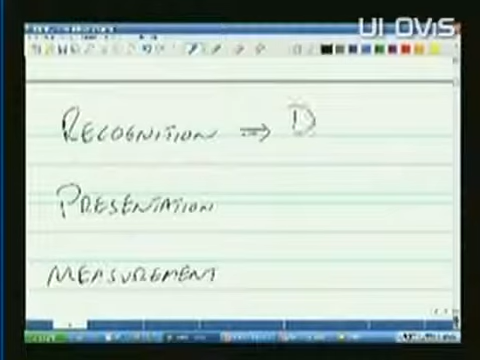 UI OViS
RECOGNITION ⇒ D
PRESENTATION
MEASUREMENT